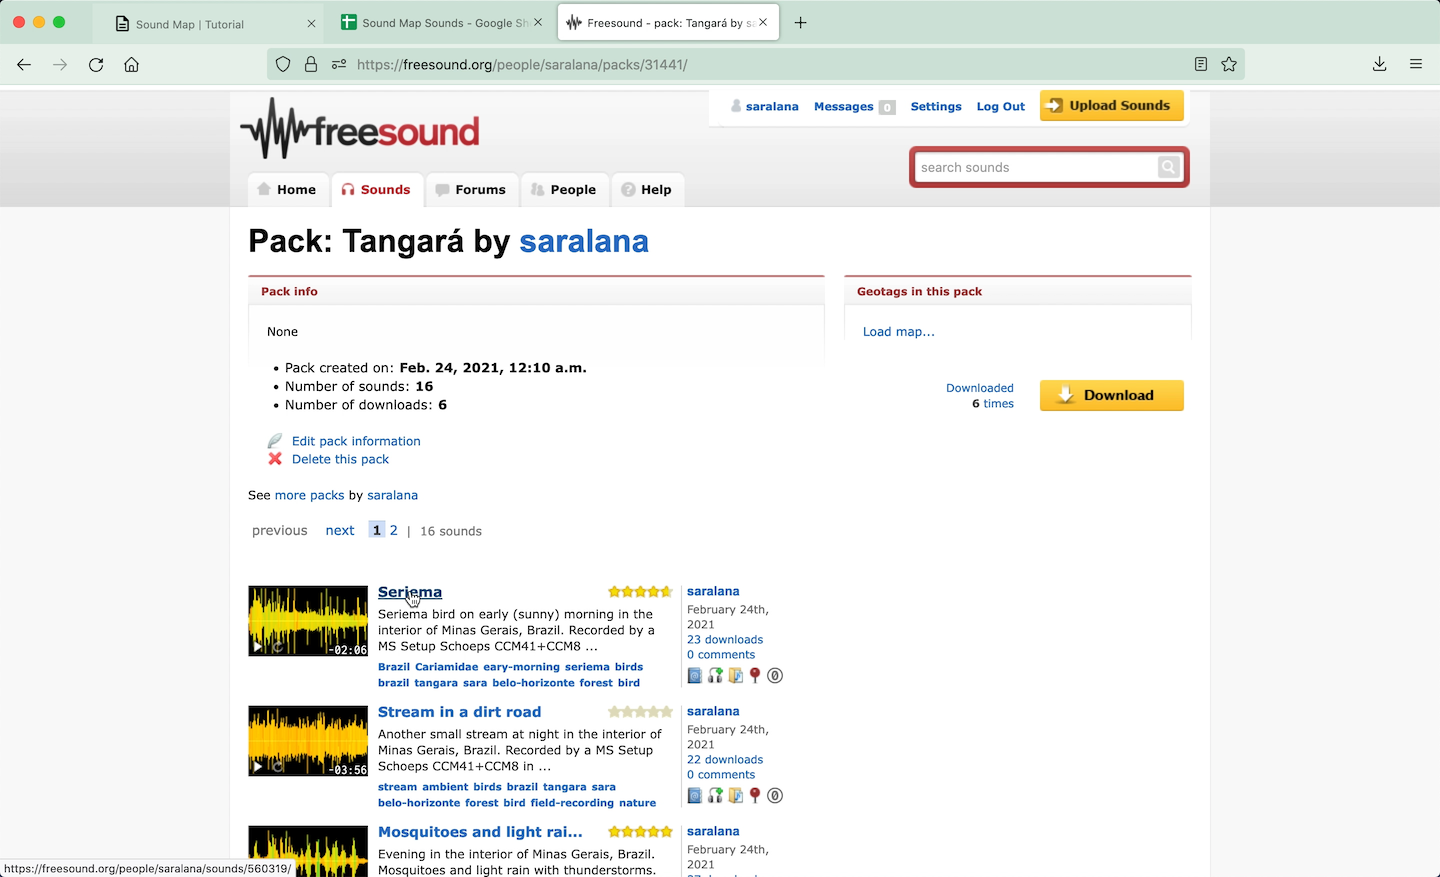 Sound Map | Tutorial
Sound Map Sounds - Google Sh
Freesound - pack: Tangará by sa
https://freesound.org/people/saralana/packs/31441/
saralana Messages 0 Settings Log Out Upload Sounds
freesound
search sounds
Home Sounds Forums People Help
Pack: Tangará by saralana
Pack info
Geotags in this pack
None
Load map...
Pack created on: Feb. 24, 2021, 12:10 a.m.
Number of sounds: 16
Number of downloads: 6
Downloaded
6 times
Download
Edit pack information
Delete this pack
See more packs by saralana
previous next 1 2 | 16 sounds
Seriema
Seriema bird on early (sunny) morning in the
interior of Minas Gerais, Brazil. Recorded by a
MS Setup Schoeps CCM41+CCM8 ...
Brazil Cariamidae eary-morning seriema birds
brazil tangara sara belo-horizonte forest bird
-02:06
saralana
February 24th,
2021
23 downloads
0 comments
0
Stream in a dirt road
Another small stream at night in the interior of
Minas Gerais, Brazil. Recorded by a MS Setup
Schoeps CCM41+CCM8 in ...
stream ambient birds brazil tangara sara
belo-horizonte forest bird field-recording nature
-03:56
saralana
February 24th,
2021
22 downloads
0 comments
0
Mosquitoes and light rai...
Evening in the interior of Minas Gerais, Brazil.
Mosquitoes and light rain with thunderstorms.
saralana
February 24th,
2021
https://freesound.org/people/saralana/sounds/560319/